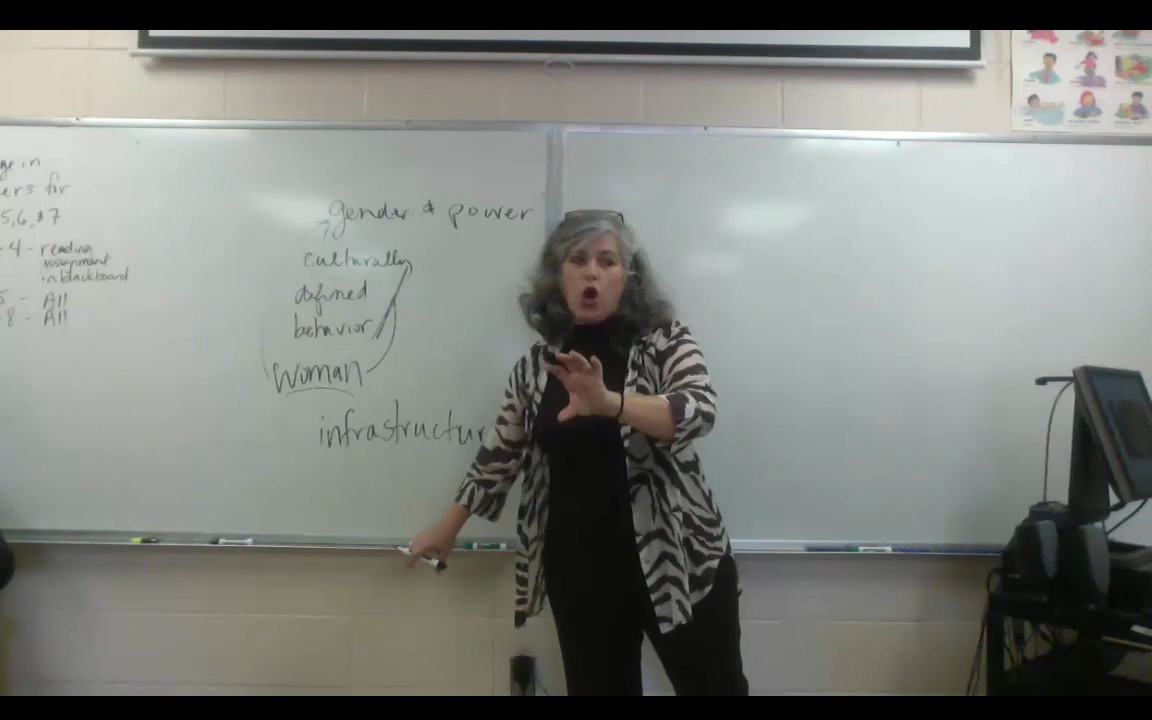 in
ers for
5, 6, & 7
4 - reading
assignment
in blackboard
5 - All
8 - All
gender & power
culturally
defined
behavior
woman
infrastructur